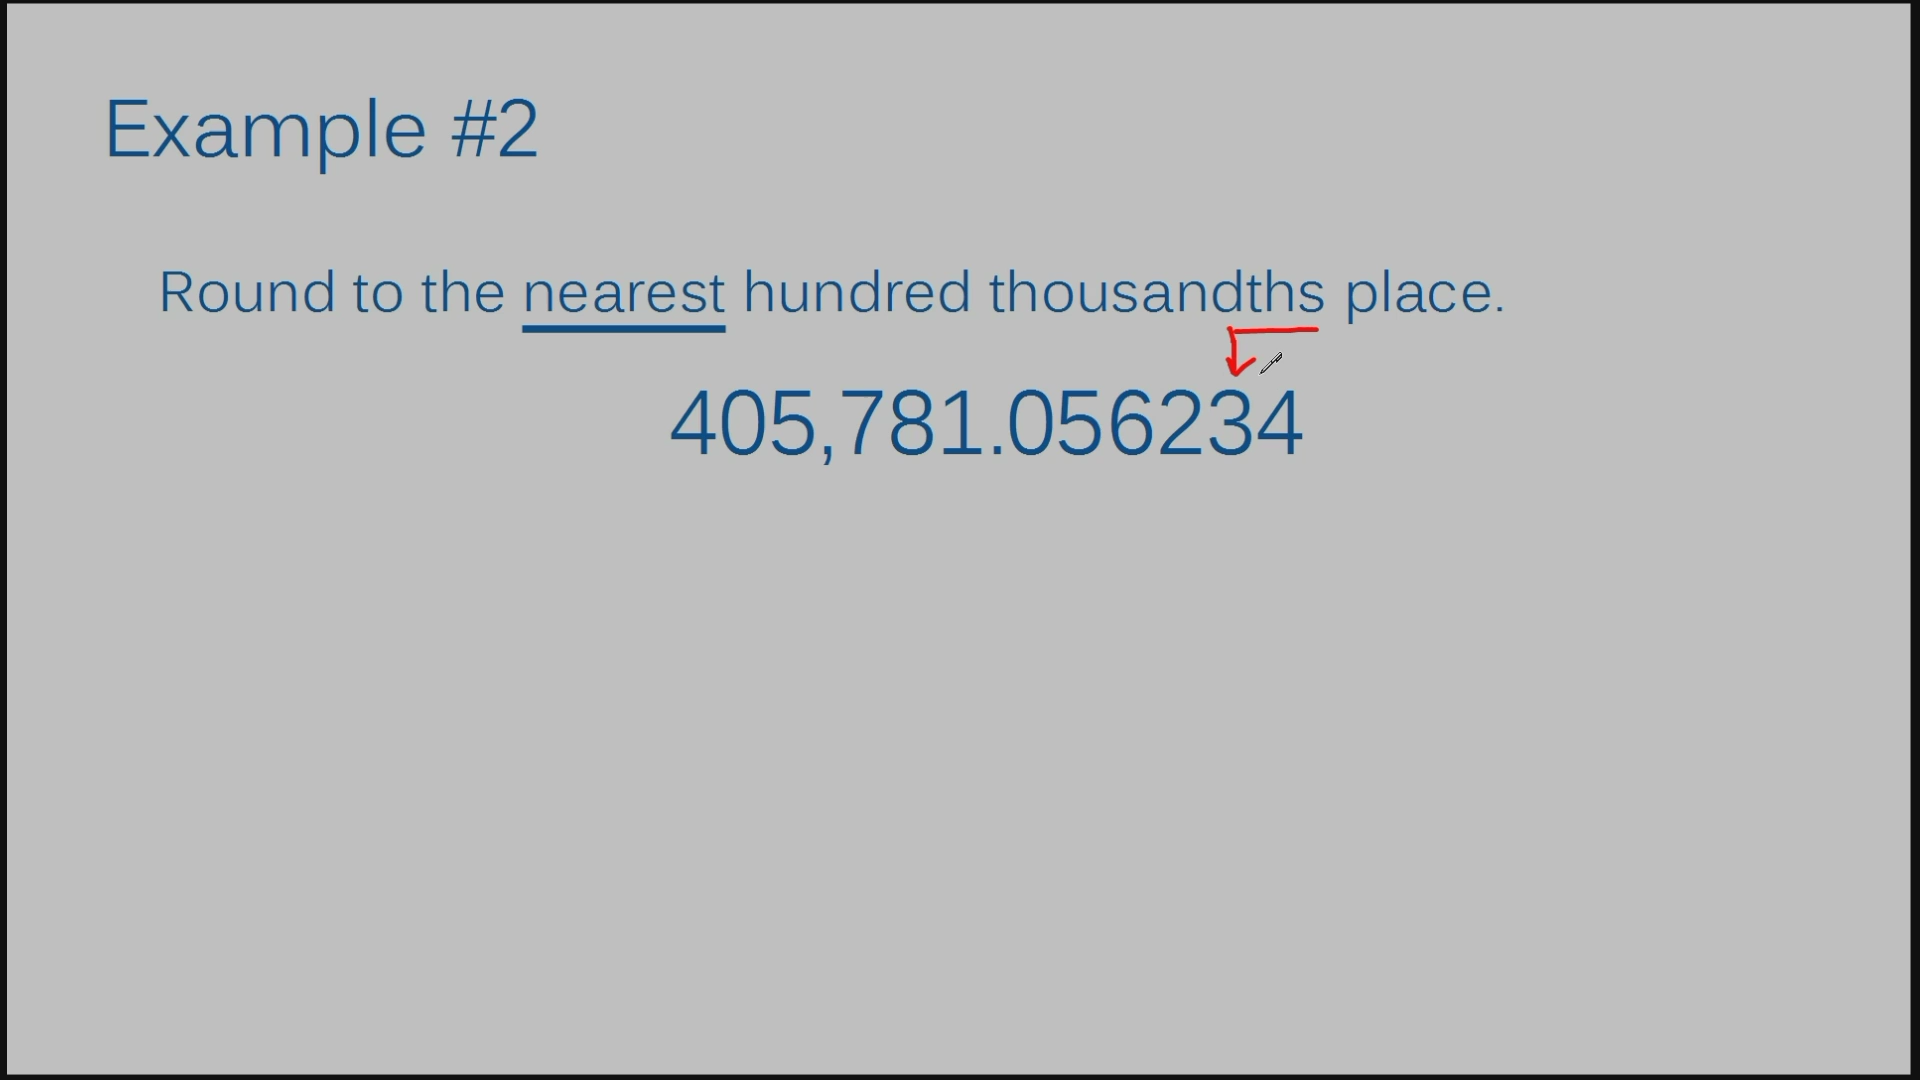 Example #2
Round to the nearest hundred thousandths place.
405,781.056234